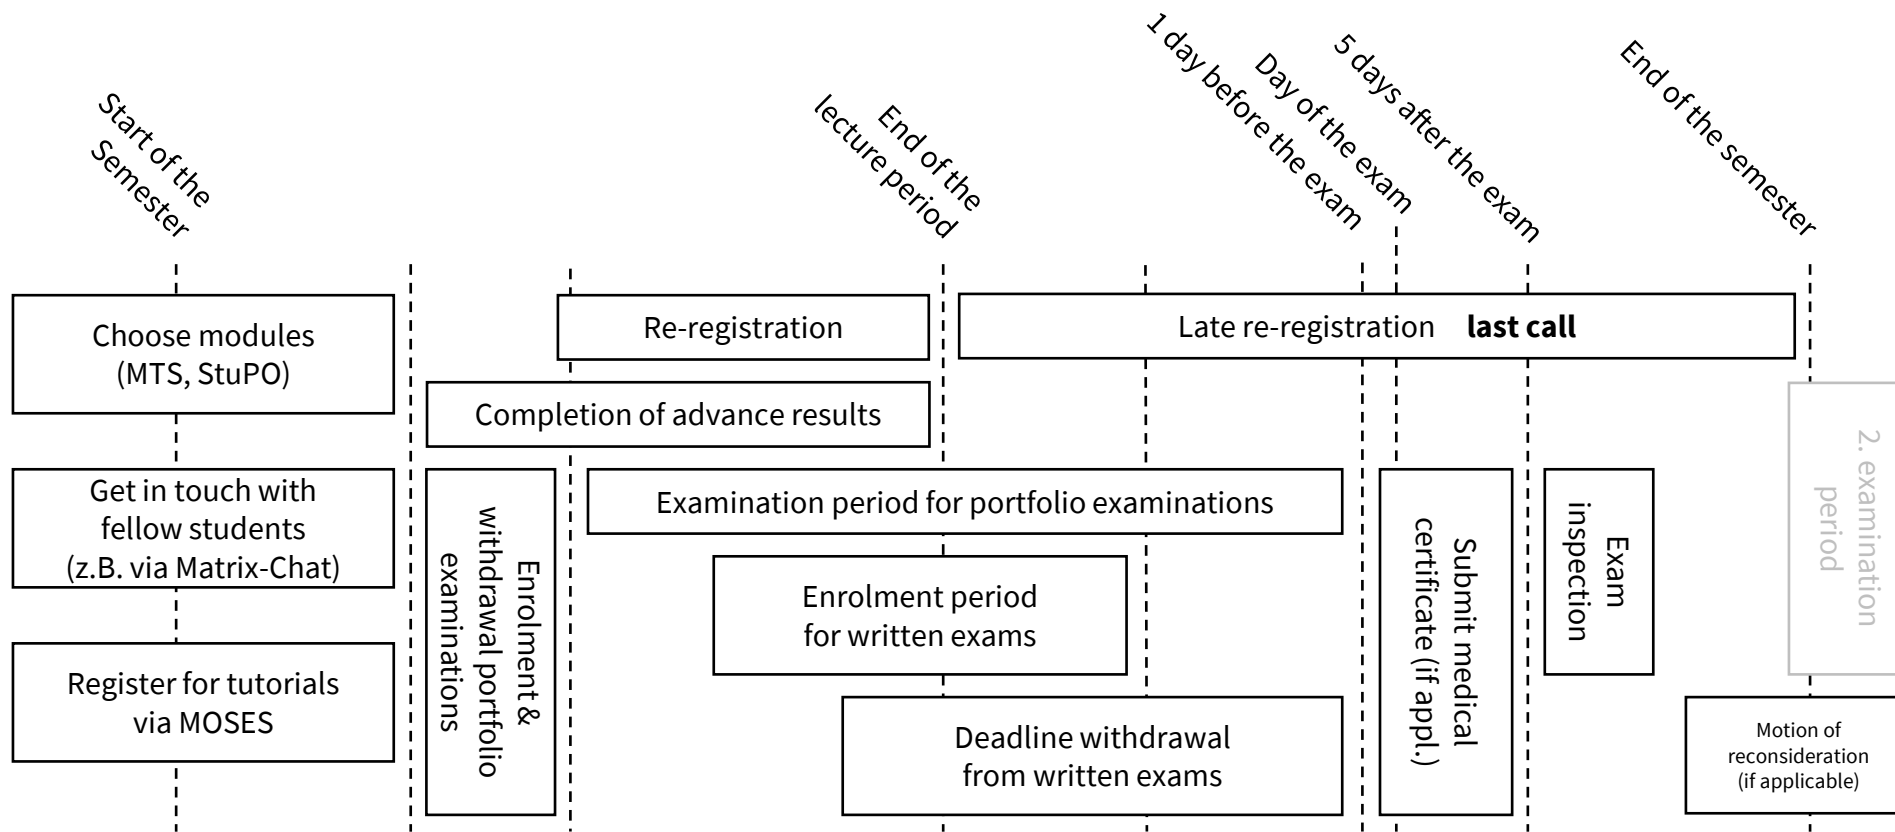 Start of the
Semester
End of the
lecture period
1 day before the exam
Day of the exam
5 days after the exam
End of the semester
Choose modules
(MTS, StuPO)
Re-registration
Late re-registration last call
Completion of advance results
Get in touch with
fellow students
(z.B. via Matrix-Chat)
Enrolment &
withdrawal portfolio
examinations
Examination period for portfolio examinations
Enrolment period
for written exams
Submit medical
certificate (if appl.)
Exam
inspection
2. examination
period
Register for tutorials
via MOSES
Deadline withdrawal
from written exams
Motion of
reconsideration
(if applicable)